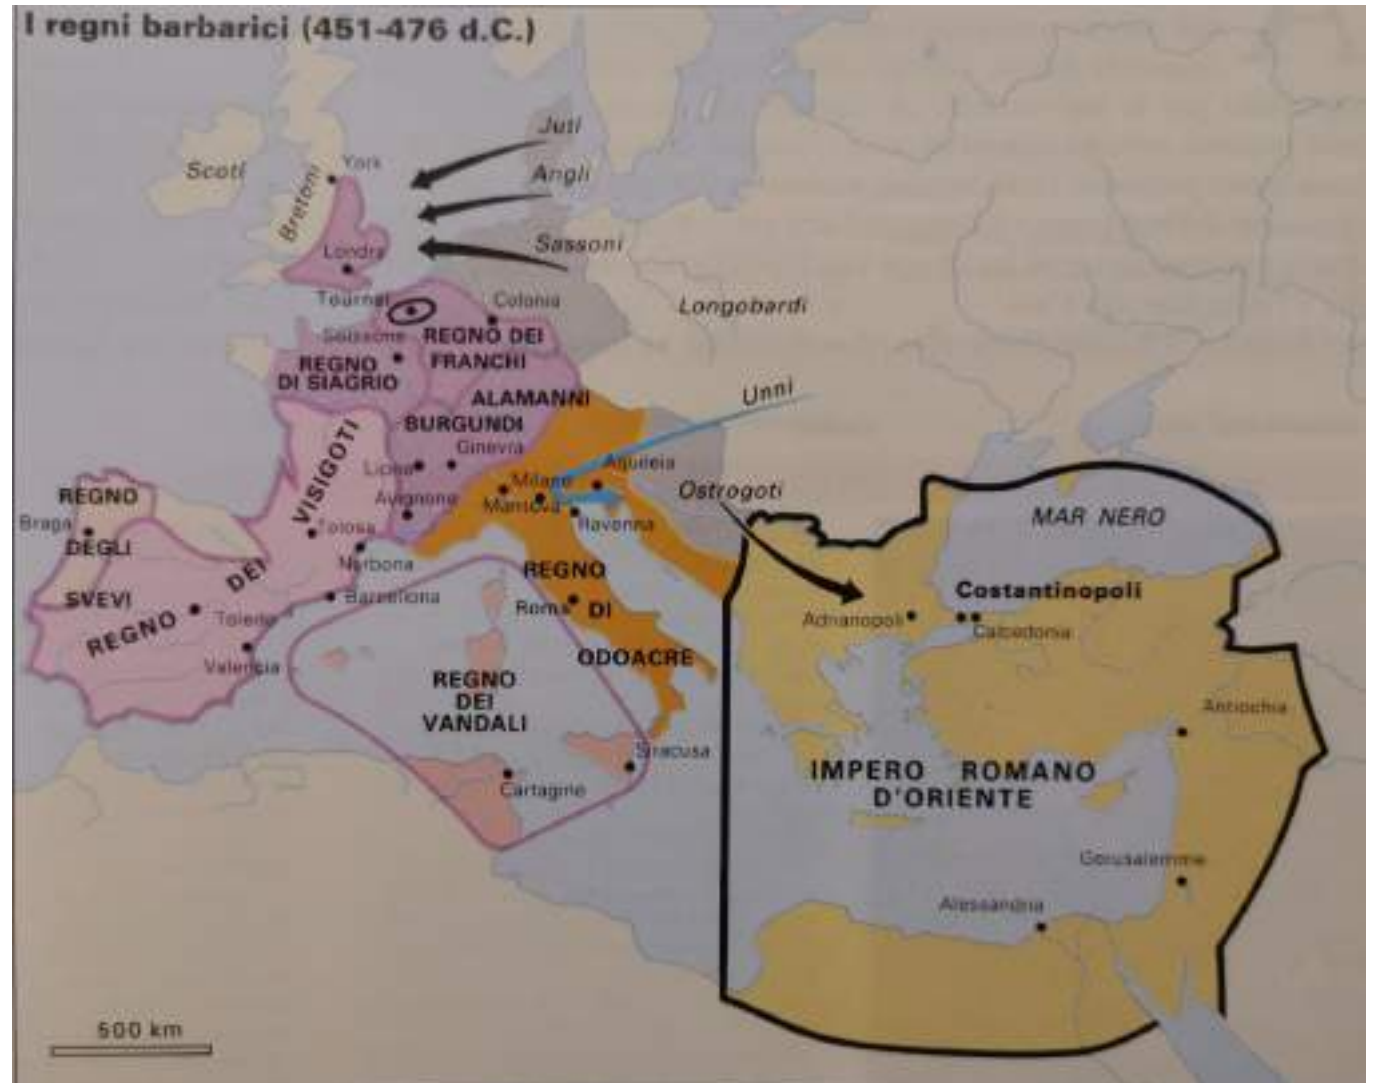 I regni barbarici (451-476 d.C.)
Juti
Scoti
York
Angli
Bretoni
Sassoni
Londra
Tournai
Colonia
Longobardi
Soissons
REGNO DEI
FRANCHI
REGNO
DI SIAGRIO
Unni
ALAMANNI
BURGUNDI
Ginevra
VISIGOTI
Lione
Aquileia
Milano
Ostrogoti
REGNO
Avignone
Mantova
Braga
Tolosa
Ravenna
MAR NERO
DEGLI
Narbona
DEI
REGNO
Costantinopoli
SVEVI
Barcellona
Roma
DI
Toledo
REGNO
Adrianopoli
Calcedonia
Valencia
ODOACRE
REGNO
DEI
VANDALI
Antiochia
Siracusa
IMPERO ROMANO
D'ORIENTE
Cartagine
Gerusalemme
Alessandria
500 km